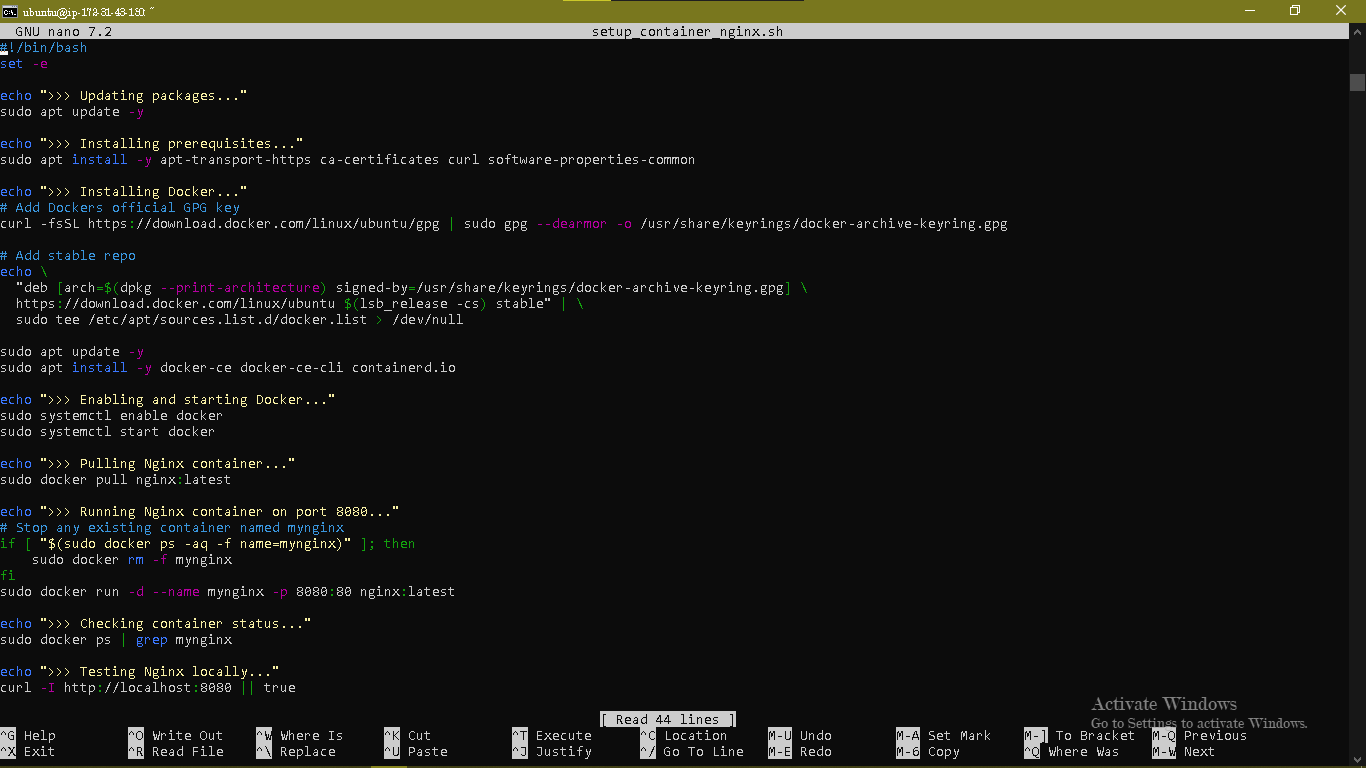 ubuntu@ip-172-31-43-130: ~
GNU nano 7.2 setup_container_nginx.sh
#!/bin/bash
set -e

echo ">>> Updating packages..."
sudo apt update -y

echo ">>> Installing prerequisites..."
sudo apt install -y apt-transport-https ca-certificates curl software-properties-common

echo ">>> Installing Docker..."
# Add Dockers official GPG key
curl -fsSL https://download.docker.com/linux/ubuntu/gpg | sudo gpg --dearmor -o /usr/share/keyrings/docker-archive-keyring.gpg

# Add stable repo
echo \
  "deb [arch=$(dpkg --print-architecture) signed-by=/usr/share/keyrings/docker-archive-keyring.gpg] \
  https://download.docker.com/linux/ubuntu $(lsb_release -cs) stable" | \
  sudo tee /etc/apt/sources.list.d/docker.list > /dev/null

sudo apt update -y
sudo apt install -y docker-ce docker-ce-cli containerd.io

echo ">>> Enabling and starting Docker..."
sudo systemctl enable docker
sudo systemctl start docker

echo ">>> Pulling Nginx container..."
sudo docker pull nginx:latest

echo ">>> Running Nginx container on port 8080..."
# Stop any existing container named mynginx
if [ "$(sudo docker ps -aq -f name=mynginx)" ]; then
    sudo docker rm -f mynginx
fi
sudo docker run -d --name mynginx -p 8080:80 nginx:latest

echo ">>> Checking container status..."
sudo docker ps | grep mynginx

echo ">>> Testing Nginx locally..."
curl -I http://localhost:8080 || true
Activate Windows
Go to Settings to activate Windows.
[ Read 44 lines ]
^G Help ^O Write Out ^W Where Is ^K Cut ^T Execute ^C Location M-U Undo M-A Set Mark M-] To Bracket M-Q Previous
^X Exit ^R Read File ^\ Replace ^U Paste ^J Justify ^/ Go To Line M-E Redo M-6 Copy ^Q Where Was M-W Next